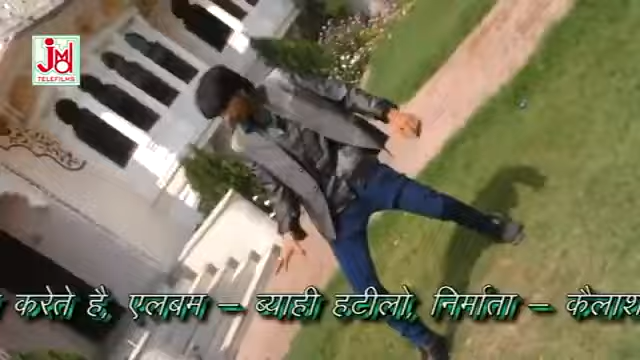 JMD
TELEFILMS
करेते है, एलबम – ब्याही हटीलो, निर्माता – कैलाश